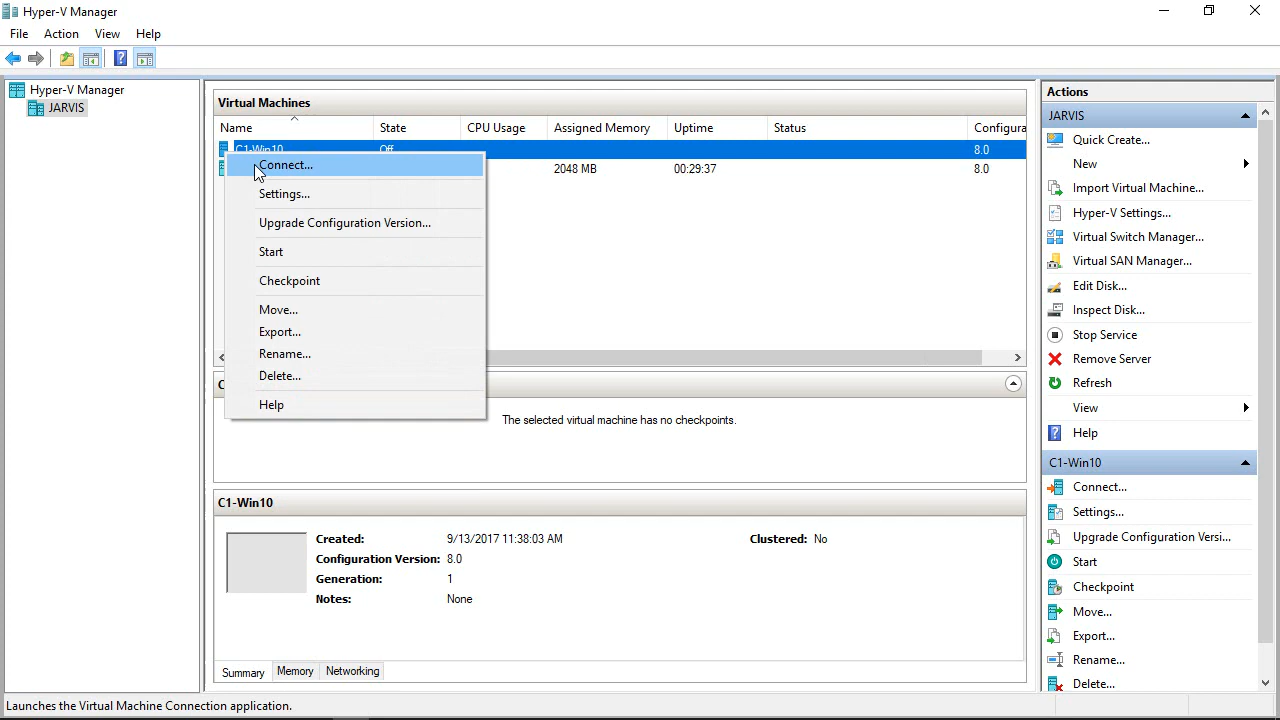 Hyper-V Manager
File Action View Help
Hyper-V Manager
JARVIS
Virtual Machines
Name State CPU Usage Assigned Memory Uptime Status Configura
C1-Win10 Off 8.0
2048 MB 00:29:37 8.0
Connect...
Settings...
Upgrade Configuration Version...
Start
Checkpoint
Move...
Export...
Rename...
Delete...
Help
C
The selected virtual machine has no checkpoints.
C1-Win10
Created: 9/13/2017 11:38:03 AM Clustered: No
Configuration Version: 8.0
Generation: 1
Notes: None
Summary Memory Networking
Actions
JARVIS
Quick Create...
New
Import Virtual Machine...
Hyper-V Settings...
Virtual Switch Manager...
Virtual SAN Manager...
Edit Disk...
Inspect Disk...
Stop Service
Remove Server
Refresh
View
Help
C1-Win10
Connect...
Settings...
Upgrade Configuration Versi...
Start
Checkpoint
Move...
Export...
Rename...
Delete...
Launches the Virtual Machine Connection application.